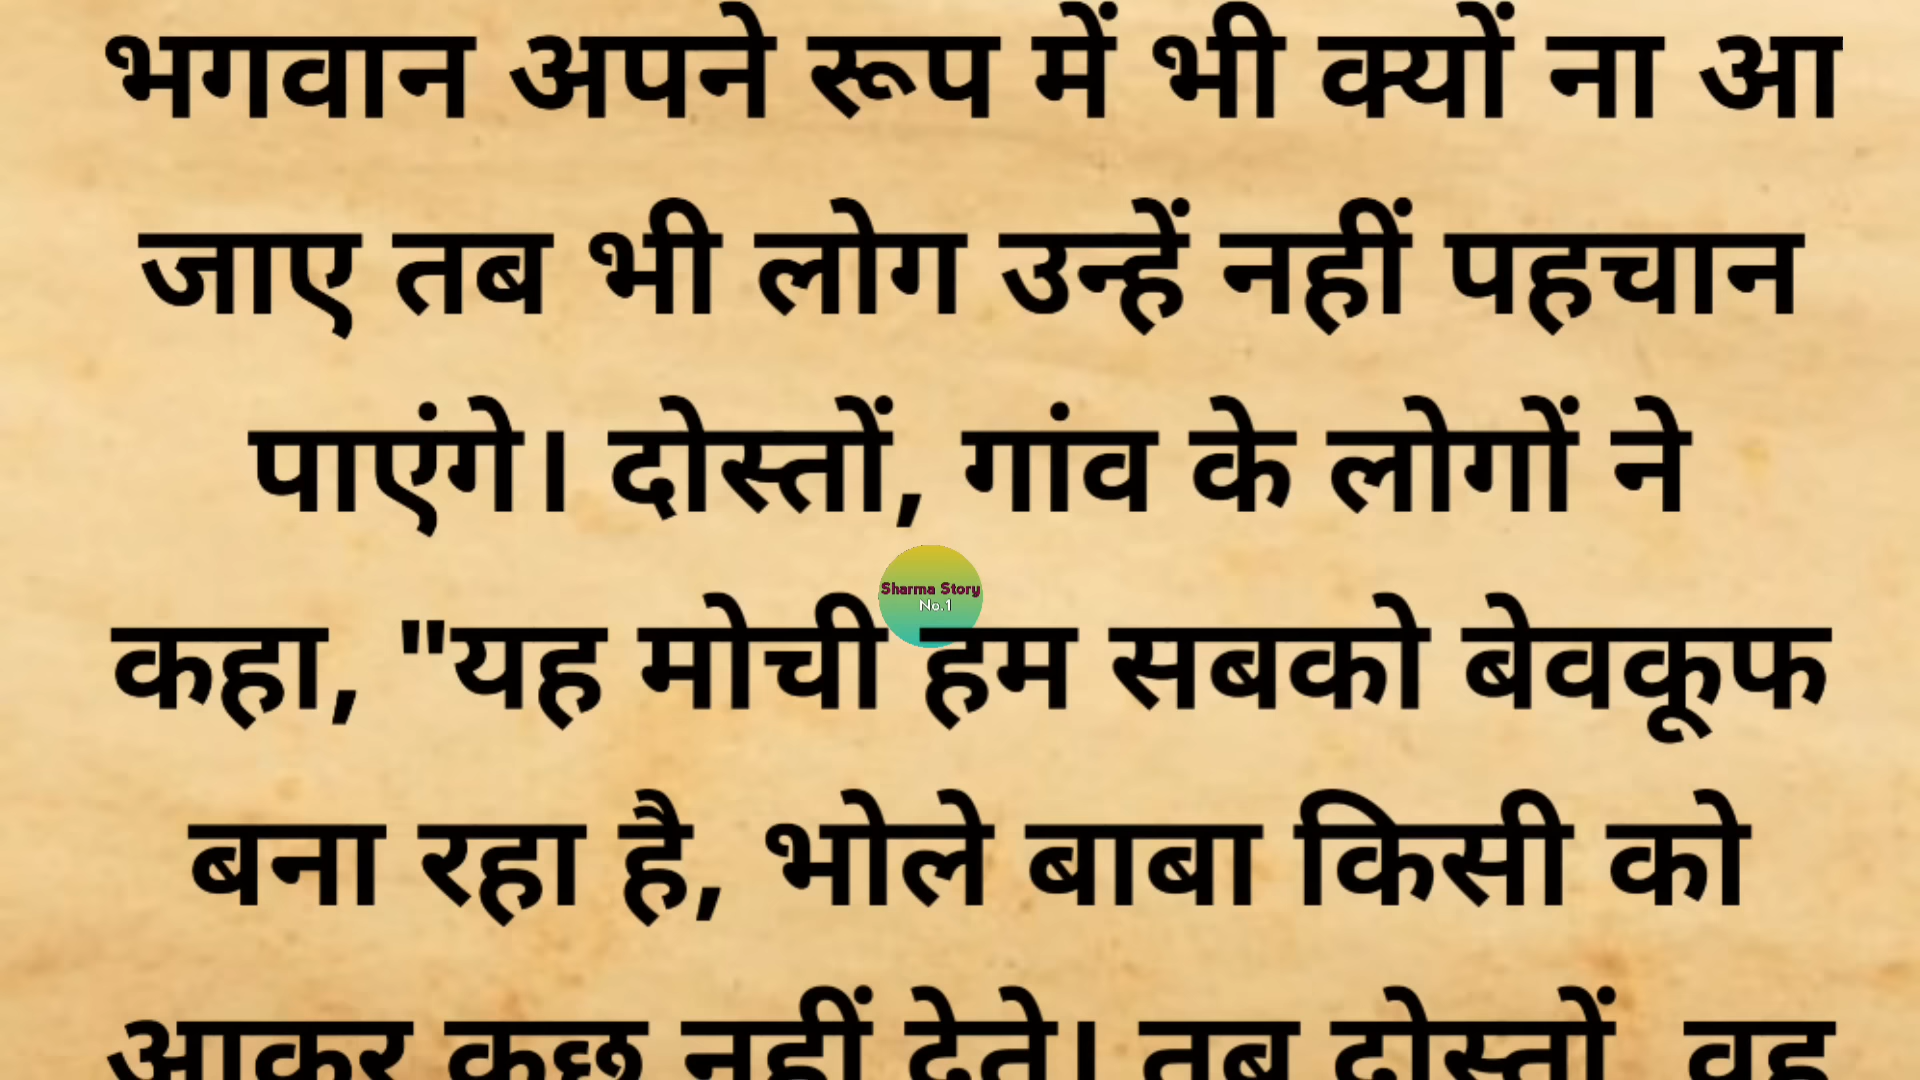 भगवान अपने रूप में भी क्यों ना आ
जाए तब भी लोग उन्हें नहीं पहचान
पाएंगे। दोस्तों, गांव के लोगों ने
Sharma Story
No.1
कहा, "यह मोची हम सबको बेवकूफ
बना रहा है, भोले बाबा किसी को
आकर कुछ नहीं देते। तब दोस्तों वह